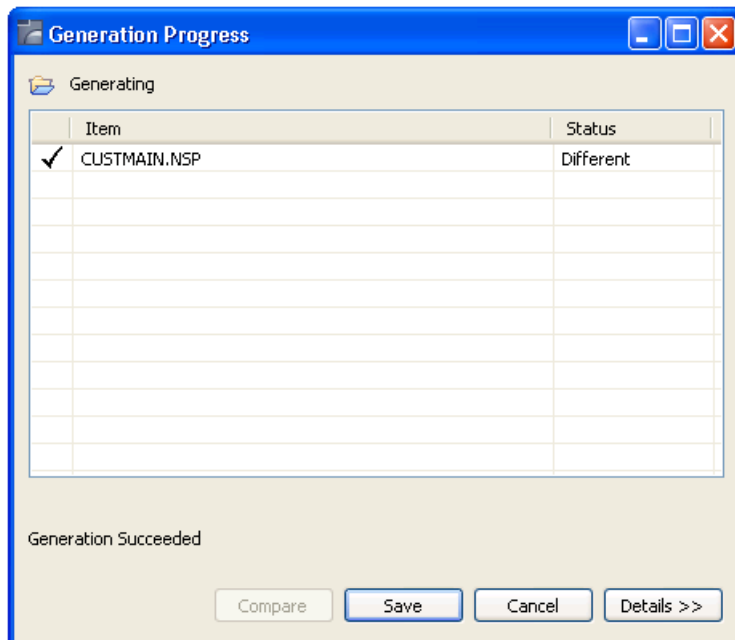 Generation Progress
Generating
Item Status
CUSTMAIN.NSP Different
Generation Succeeded
Compare Save Cancel Details >>